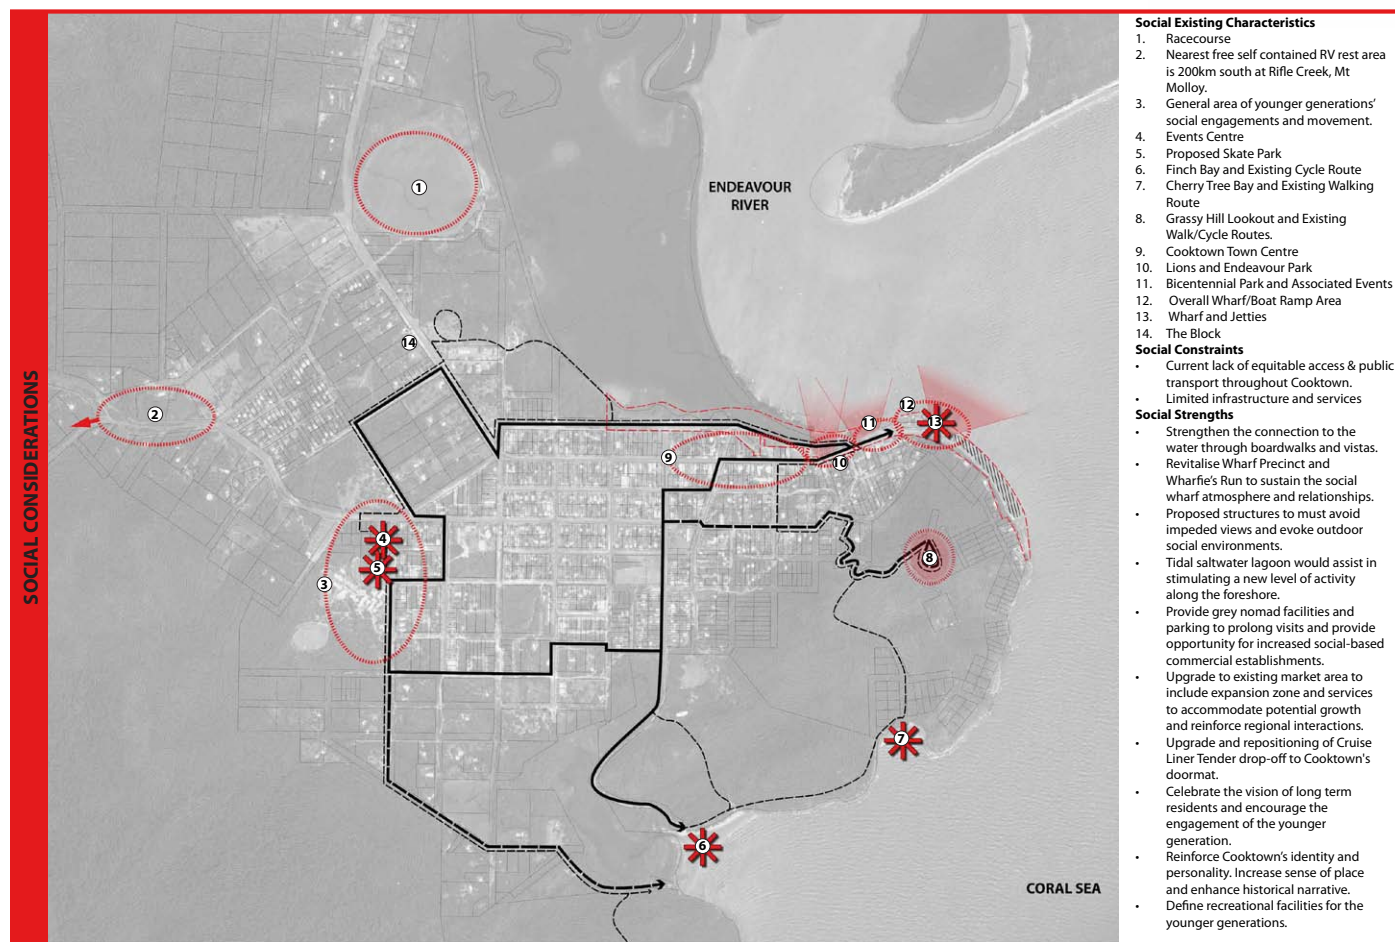 SOCIAL CONSIDERATIONS
ENDEAVOUR
RIVER
CORAL SEA
1
2
3
4
5
6
7
8
9
10
11
12
13
14
Social Existing Characteristics
1. Racecourse
2. Nearest free self contained RV rest area
is 200km south at Rifle Creek, Mt
Molloy.
3. General area of younger generations'
social engagements and movement.
4. Events Centre
5. Proposed Skate Park
6. Finch Bay and Existing Cycle Route
7. Cherry Tree Bay and Existing Walking
Route
8. Grassy Hill Lookout and Existing
Walk/Cycle Routes.
9. Cooktown Town Centre
10. Lions and Endeavour Park
11. Bicentennial Park and Associated Events
12. Overall Wharf/Boat Ramp Area
13. Wharf and Jetties
14. The Block
Social Constraints
• Current lack of equitable access & public
transport throughout Cooktown.
• Limited infrastructure and services
Social Strengths
• Strengthen the connection to the
water through boardwalks and vistas.
• Revitalise Wharf Precinct and
Wharfie's Run to sustain the social
wharf atmosphere and relationships.
• Proposed structures to must avoid
impeded views and evoke outdoor
social environments.
• Tidal saltwater lagoon would assist in
stimulating a new level of activity
along the foreshore.
• Provide grey nomad facilities and
parking to prolong visits and provide
opportunity for increased social-based
commercial establishments.
• Upgrade to existing market area to
include expansion zone and services
to accommodate potential growth
and reinforce regional interactions.
• Upgrade and repositioning of Cruise
Liner Tender drop-off to Cooktown's
doormat.
• Celebrate the vision of long term
residents and encourage the
engagement of the younger
generation.
• Reinforce Cooktown's identity and
personality. Increase sense of place
and enhance historical narrative.
• Define recreational facilities for the
younger generations.